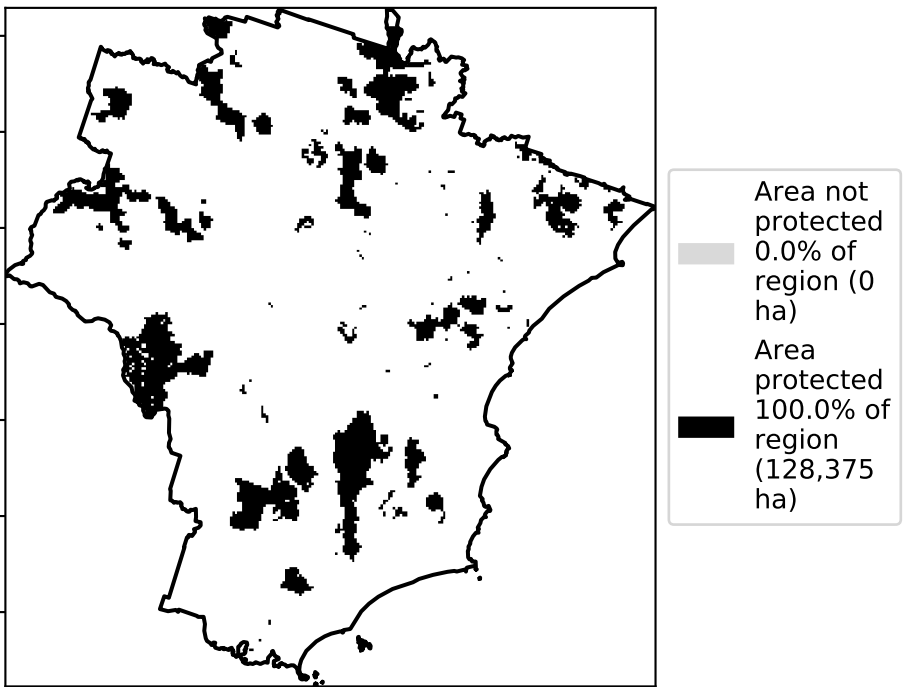 Area not
protected
0.0% of
region (0
ha)
Area
protected
100.0% of
region
(128,375
ha)